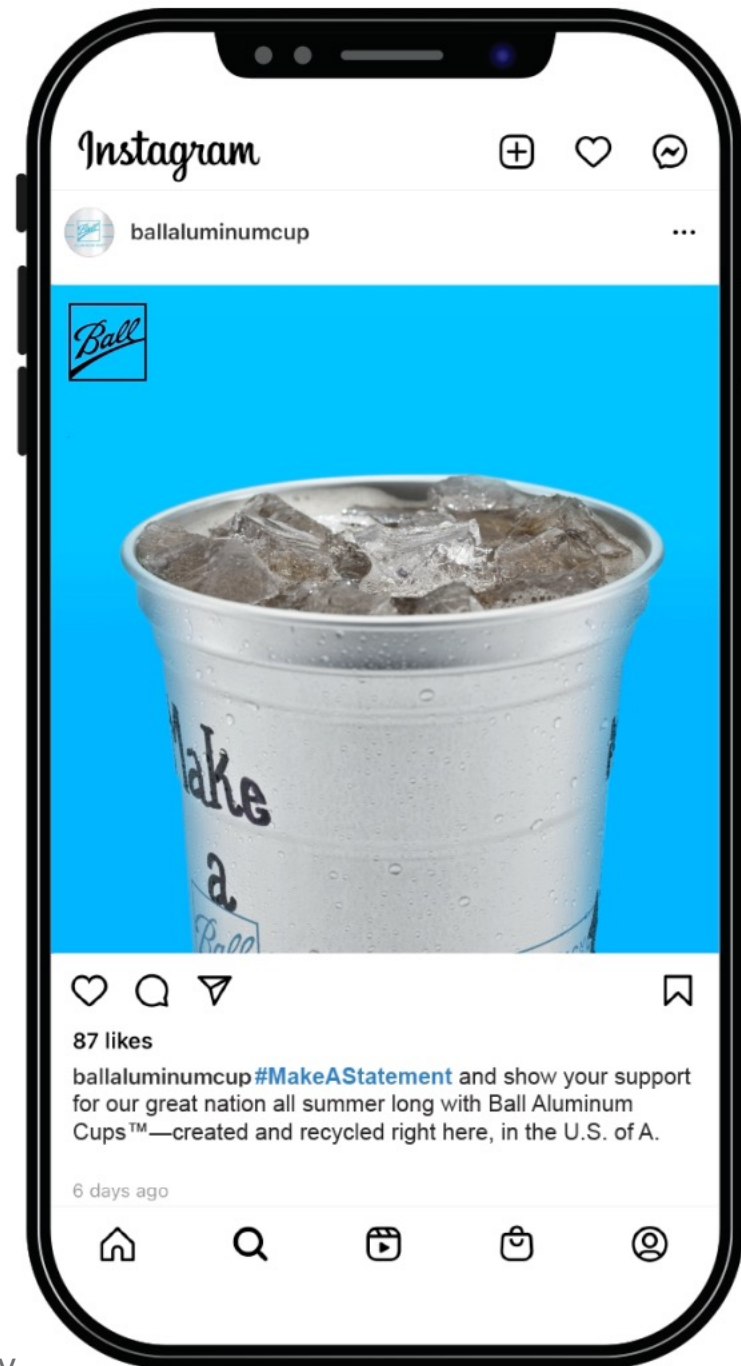 Instagram
ballaluminumcup
Ball
Make
a
Ball
87 likes
ballaluminumcup #MakeAStatement and show your support
for our great nation all summer long with Ball Aluminum
Cups™—created and recycled right here, in the U.S. of A.
6 days ago